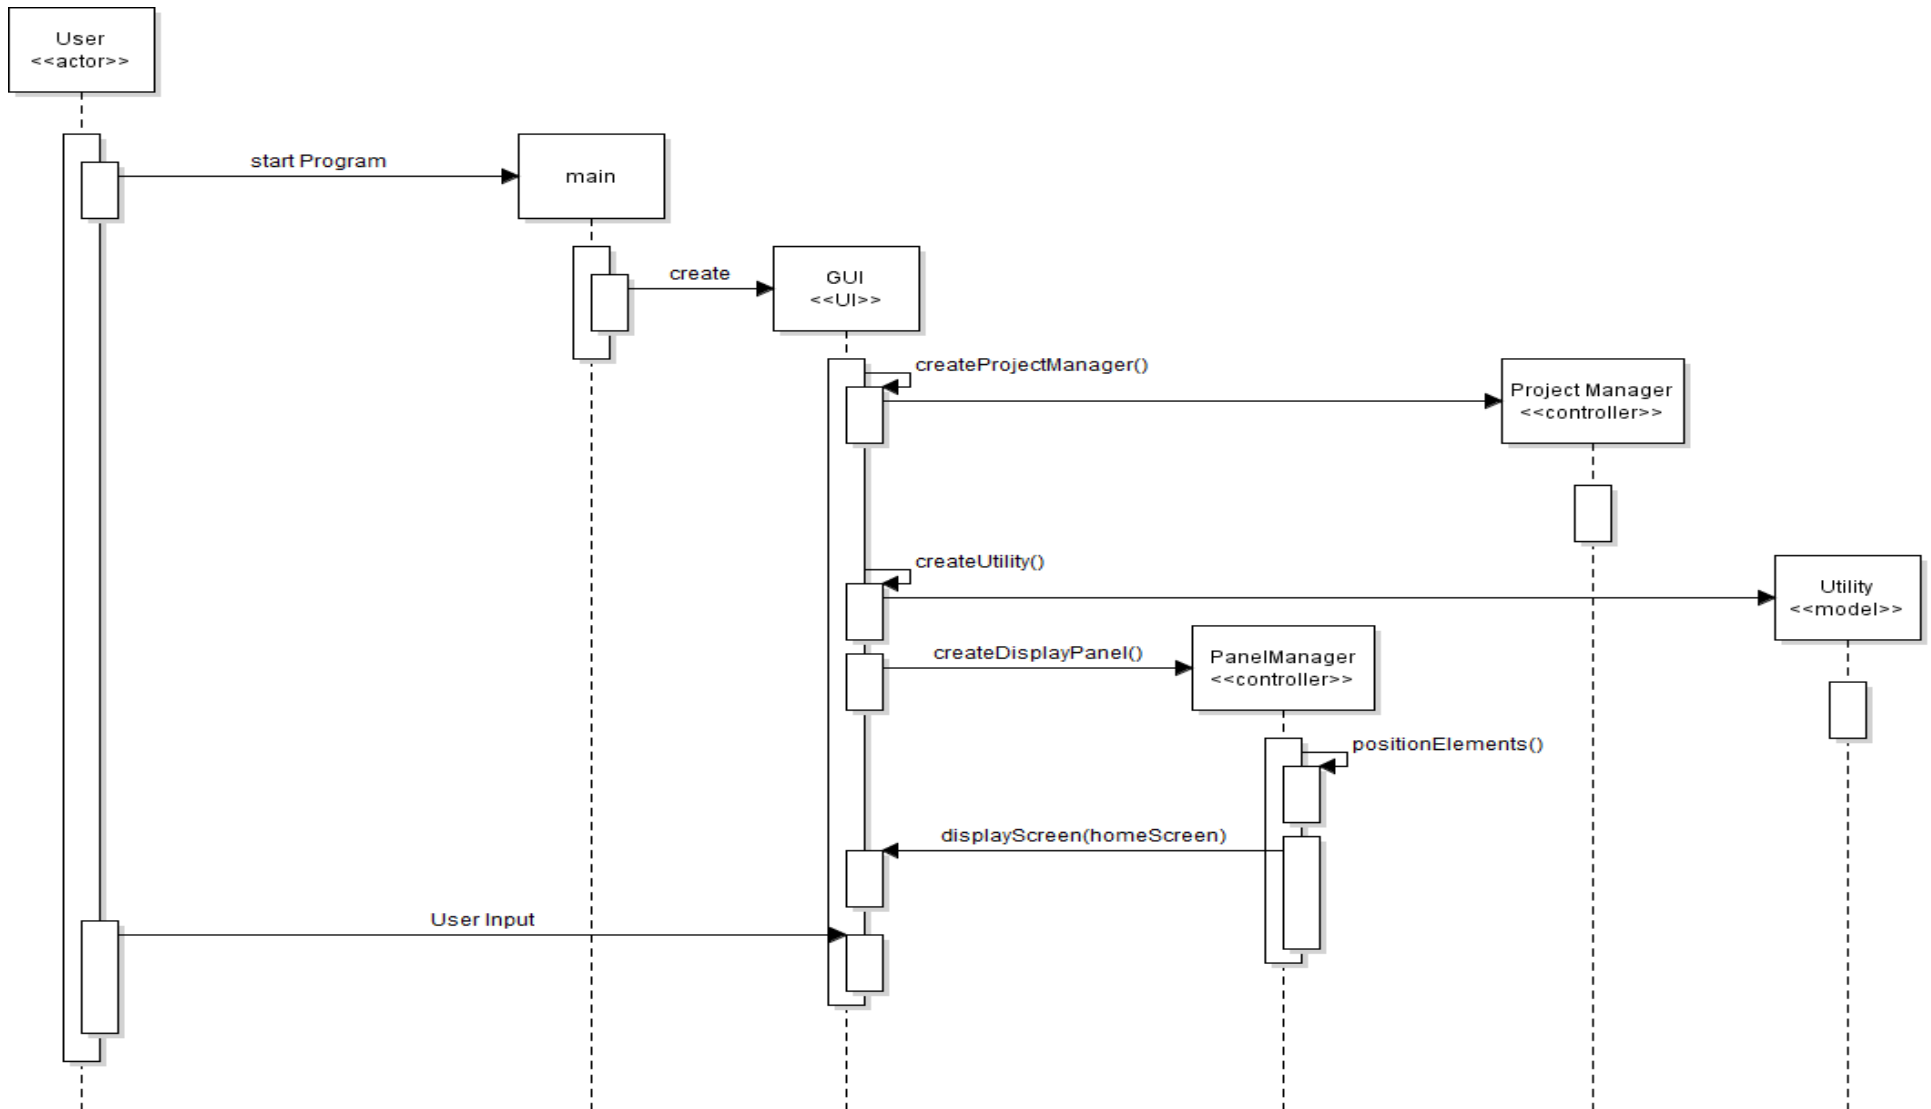 User
<<actor>>
start Program
main
create
GUI
<<UI>>
createProjectManager()
Project Manager
<<controller>>
createUtility()
Utility
<<model>>
createDisplayPanel()
PanelManager
<<controller>>
positionElements()
displayScreen(homeScreen)
User Input